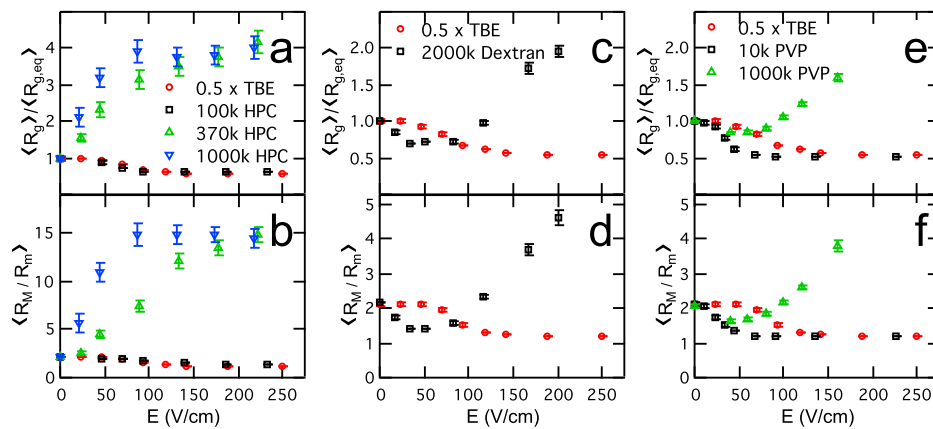 ⟨R_g⟩/⟨R_g,eq⟩
4
3
2
1
0
a
0.5 x TBE
100k HPC
370k HPC
1000k HPC
⟨R_g⟩/⟨R_g,eq⟩
2.0
1.5
1.0
0.5
c
0.5 x TBE
2000k Dextran
⟨R_g⟩/⟨R_g,eq⟩
2.0
1.5
1.0
0.5
e
0.5 x TBE
10k PVP
1000k PVP
⟨R_M / R_m⟩
15
10
5
0
b
0 50 100 150 200 250
E (V/cm)
⟨R_M / R_m⟩
5
4
3
2
1
0
d
0 50 100 150 200 250
E (V/cm)
⟨R_M / R_m⟩
5
4
3
2
1
0
f
0 50 100 150 200 250
E (V/cm)